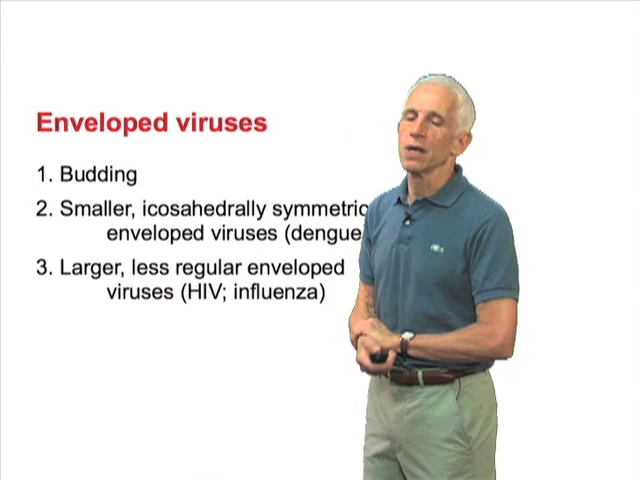 Enveloped viruses
1. Budding
2. Smaller, icosahedrally symmetric
enveloped viruses (dengue
3. Larger, less regular enveloped
viruses (HIV; influenza)